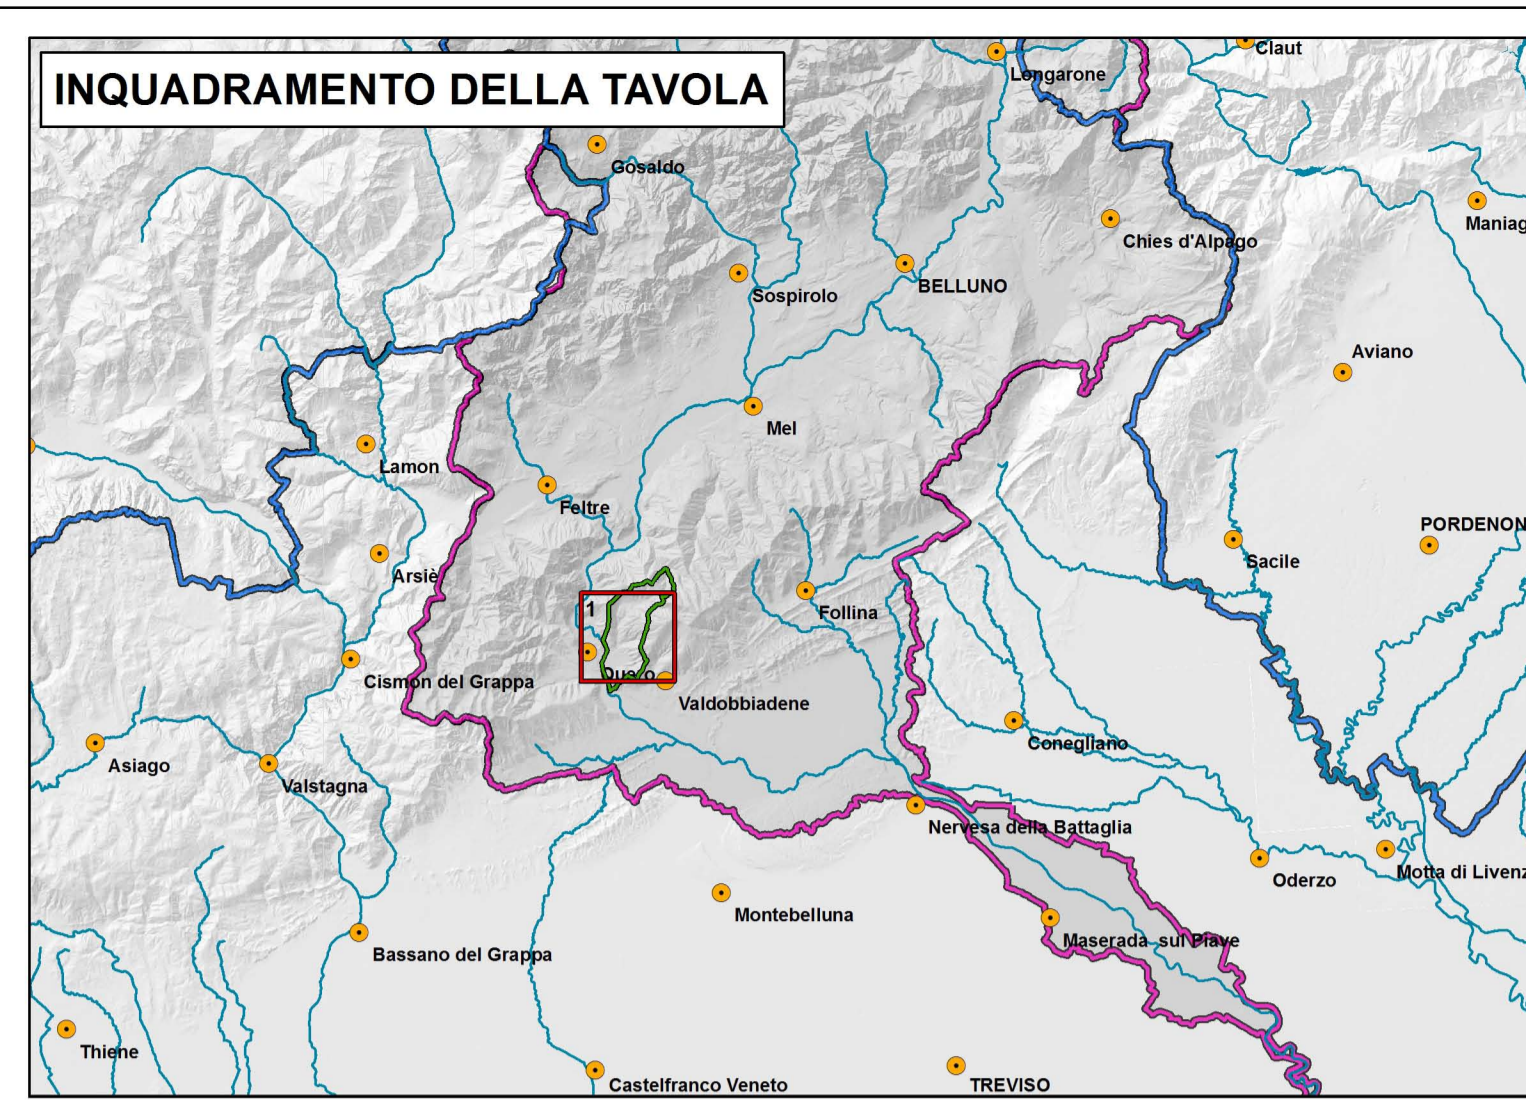 INQUADRAMENTO DELLA TAVOLA
Claut
Longarone
Gosaldo
Maniag
Chies d'Alpago
BELLUNO
Sospirolo
Aviano
Mel
Lamon
Feltre
PORDENON
Sacile
Arsiè
1
Follina
Cismon del Grappa
Valdobbiadene
Conegliano
Asiago
Valstagna
Nervesa della Battaglia
Motta di Livenz
Oderzo
Montebelluna
Maserada sul Piave
Bassano del Grappa
Thiene
Castelfranco Veneto
TREVISO